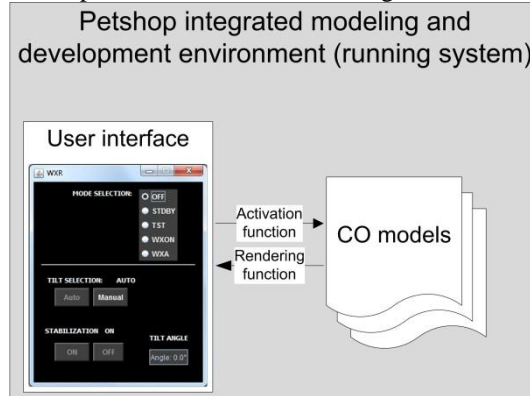 Petshop integrated modeling and
development environment (running system)
User interface
WXR
MODE SELECTION:
OFF
STDBY
TST
WXON
WXA
TILT SELECTION: AUTO
Auto Manual
STABILIZATION ON
ON OFF
TILT ANGLE
Angle: 0.0°
Activation
function
Rendering
function
CO models